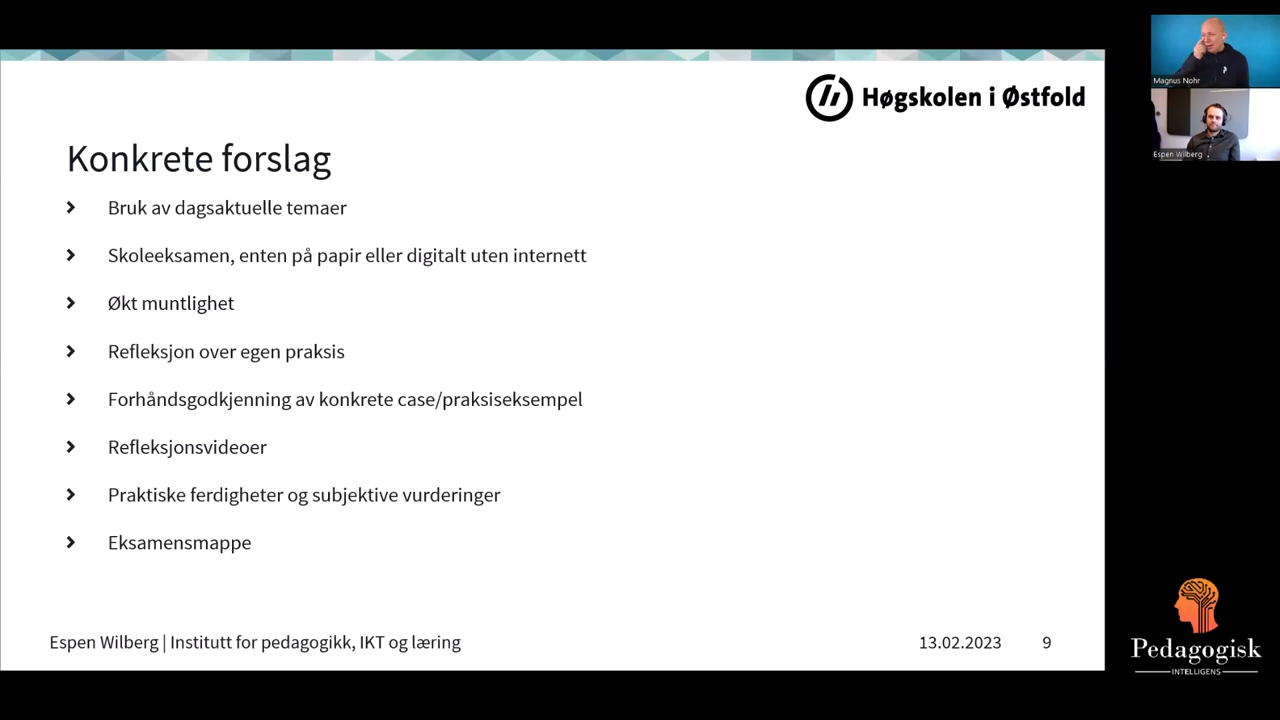 Høgskolen i Østfold
Konkrete forslag
Bruk av dagsaktuelle temaer
Skoleeksamen, enten på papir eller digitalt uten internett
Økt muntlighet
Refleksjon over egen praksis
Forhåndsgodkjenning av konkrete case/praksiseksempel
Refleksjonsvideoer
Praktiske ferdigheter og subjektive vurderinger
Eksamensmappe
Espen Wilberg | Institutt for pedagogikk, IKT og læring
13.02.2023
9
Magnus Nohr
Espen Wilberg
Pedagogisk
INTELLIGENS